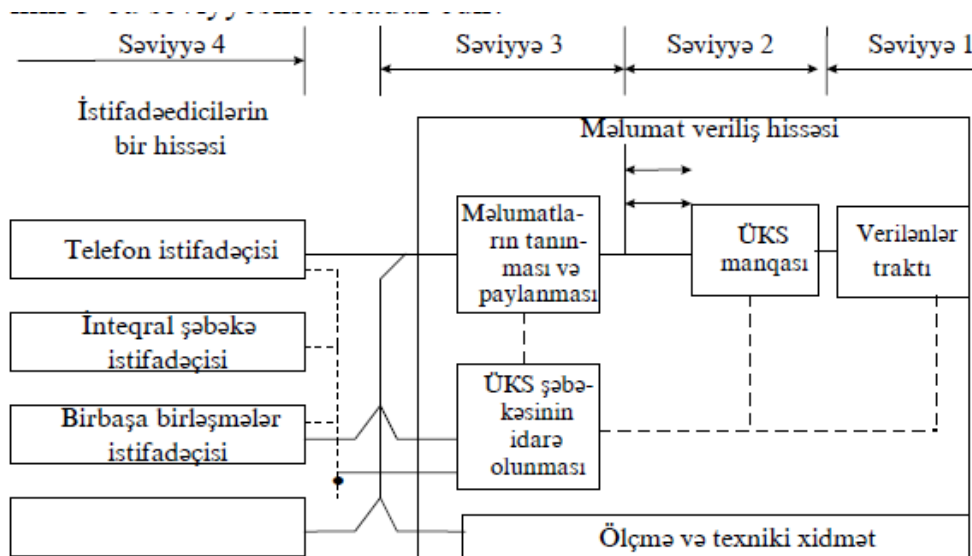 Səviyyə 4
Səviyyə 3
Səviyyə 2
Səviyyə 1
İstifadəedicilərin
bir hissəsi
Məlumat veriliş hissəsi
Telefon istifadəçisi
Məlumatla-
rın tanın-
ması və
paylanması
ÜKS
manqası
Verilənlər
traktı
İnteqral şəbəkə
istifadəçisi
Birbaşa birləşmələr
istifadəçisi
ÜKS şəbə-
kəsinin
idarə
olunması
Ölçmə və texniki xidmət